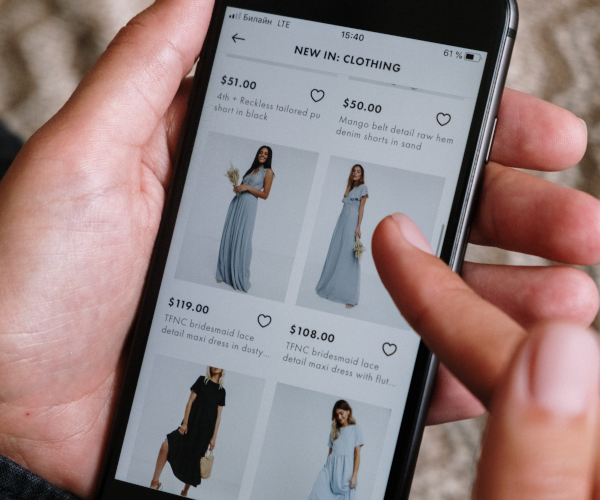 Билайн LTE
15:40
61 %
NEW IN: CLOTHING
$51.00
4th + Reckless tailored pu
short in black
$50.00
Mango belt detail raw hem
denim shorts in sand
$119.00
TFNC bridesmaid lace
detail maxi dress in dusty...
$108.00
TFNC bridesmaid lace
detail maxi dress with flut...